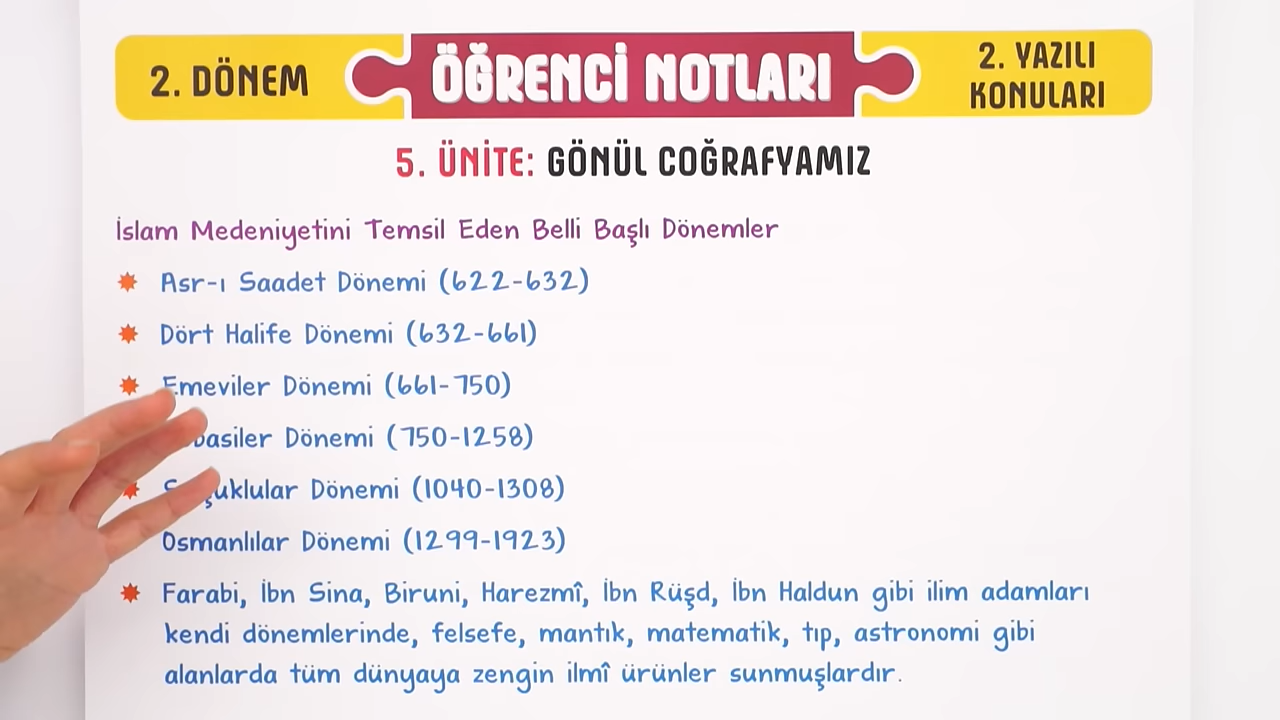 2. DÖNEM
ÖĞRENCİ NOTLARI
2. YAZILI
KONULARI
5. ÜNİTE: GÖNÜL COĞRAFYAMIZ
İslam Medeniyetini Temsil Eden Belli Başlı Dönemler
Asr-ı Saadet Dönemi (622-632)
Dört Halife Dönemi (632-661)
Emeviler Dönemi (661-750)
Dönemi (750-1258)
Dönemi (1040-1308)
Osmanlılar Dönemi (1299-1923)
Farabi, İbn Sina, Biruni, Harezmî, İbn Rüşd, İbn Haldun gibi ilim adamları
kendi dönemlerinde, felsefe, mantık, matematik, tıp, astronomi gibi
alanlarda tüm dünyaya zengin ilmî ürünler sunmuşlardır.